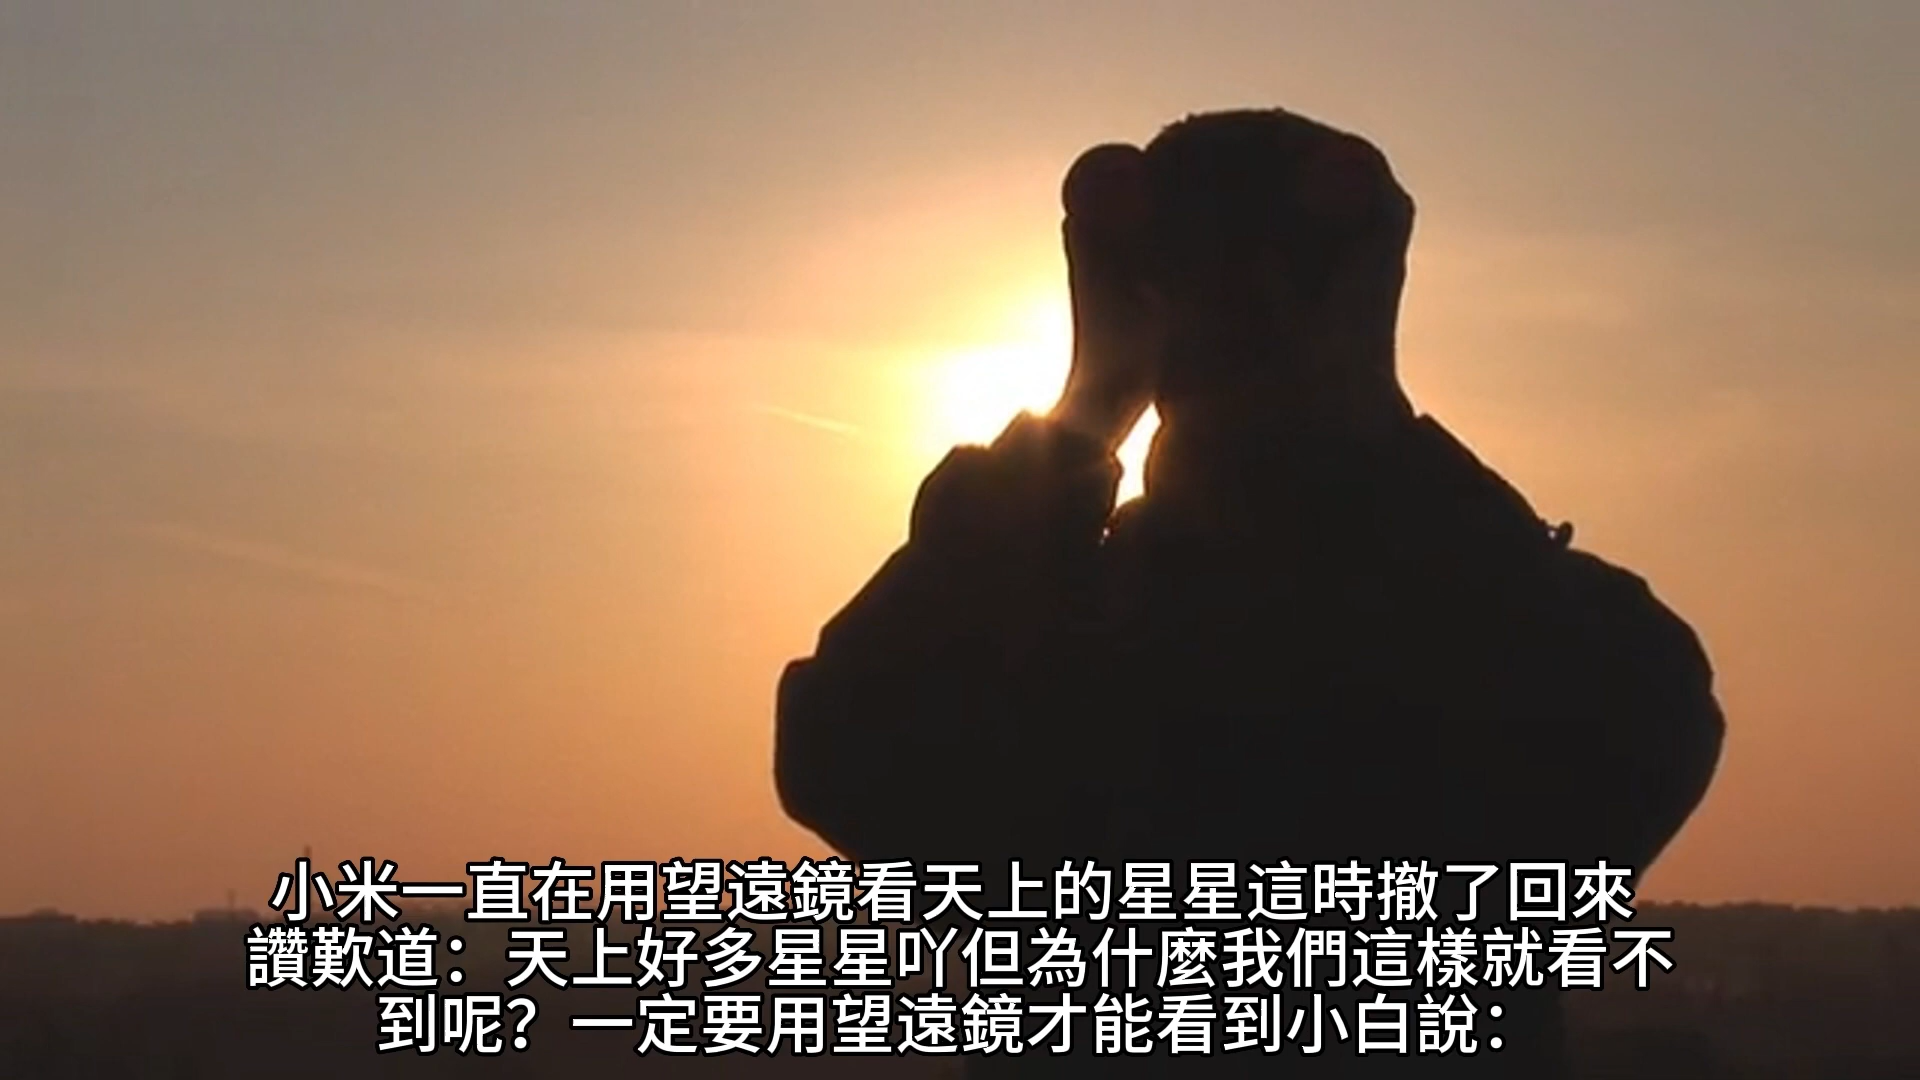 小米一直在用望遠鏡看天上的星星這時撤了回來
讚歎道：天上好多星星吖但為什麼我們這樣就看不
到呢？一定要用望遠鏡才能看到小白說：